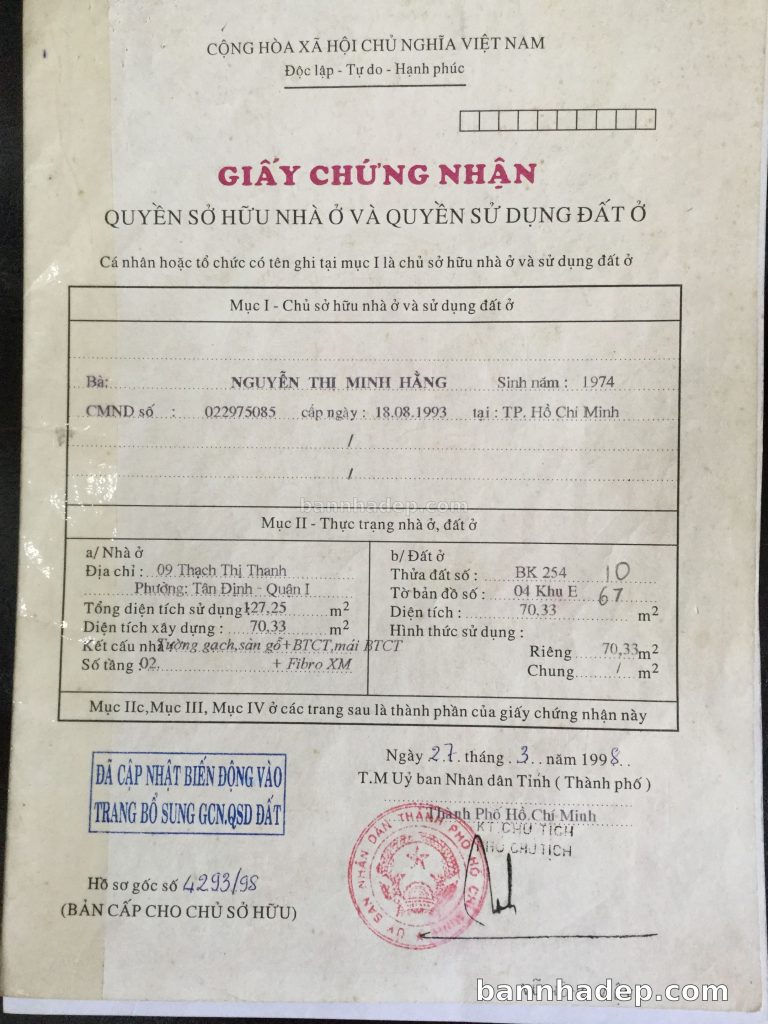 CỘNG HÒA XÃ HỘI CHỦ NGHĨA VIỆT NAM
Độc lập - Tự do - Hạnh phúc
GIẤY CHỨNG NHẬN
QUYỀN SỞ HỮU NHÀ Ở VÀ QUYỀN SỬ DỤNG ĐẤT Ở
Cá nhân hoặc tổ chức có tên ghi tại mục I là chủ sở hữu nhà ở và sử dụng đất ở
Mục I - Chủ sở hữu nhà ở và sử dụng đất ở
Bà: NGUYỄN THỊ MINH HẰNG Sinh năm : 1974
CMND số : 022975085 cấp ngày : 18.08.1993 tại : TP. Hồ Chí Minh
/
/
bannhadep.com
Mục II - Thực trạng nhà ở, đất ở
a/ Nhà ở
Địa chỉ : 09 Thạch Thị Thanh
Phường: Tân Định - Quận I
Tổng diện tích sử dụng : 127,25 m2
Diện tích xây dựng : 70,33 m2
Kết cấu nhà Tường gạch,sàn gỗ+BTCT,mái BTCT
Số tầng : 02. + Fibro XM
b/ Đất ở
Thửa đất số : BK 254 10
Tờ bản đồ số : 04 Khu E 67
Diện tích : 70.33 m2
Hình thức sử dụng :
Riêng 70,33 m2
Chung / m2
Mục IIc,Mục III, Mục IV ở các trang sau là thành phần của giấy chứng nhận này
ĐÃ CẬP NHẬT BIẾN ĐỘNG VÀO
TRANG BỔ SUNG GCN.QSD ĐẤT
Ngày 27. tháng . 3 . . năm 1998.
T.M Uỷ ban Nhân dân Tỉnh ( Thành phố )
Thành Phố Hồ Chí Minh
KT CHỦ TỊCH
PHÓ CHỦ TỊCH
ỦY BAN NHÂN DÂN THÀNH PHỐ HỒ CHÍ MINH
Hồ sơ gốc số 4293/98
(BẢN CẤP CHO CHỦ SỞ HỮU)
bannhadep.com